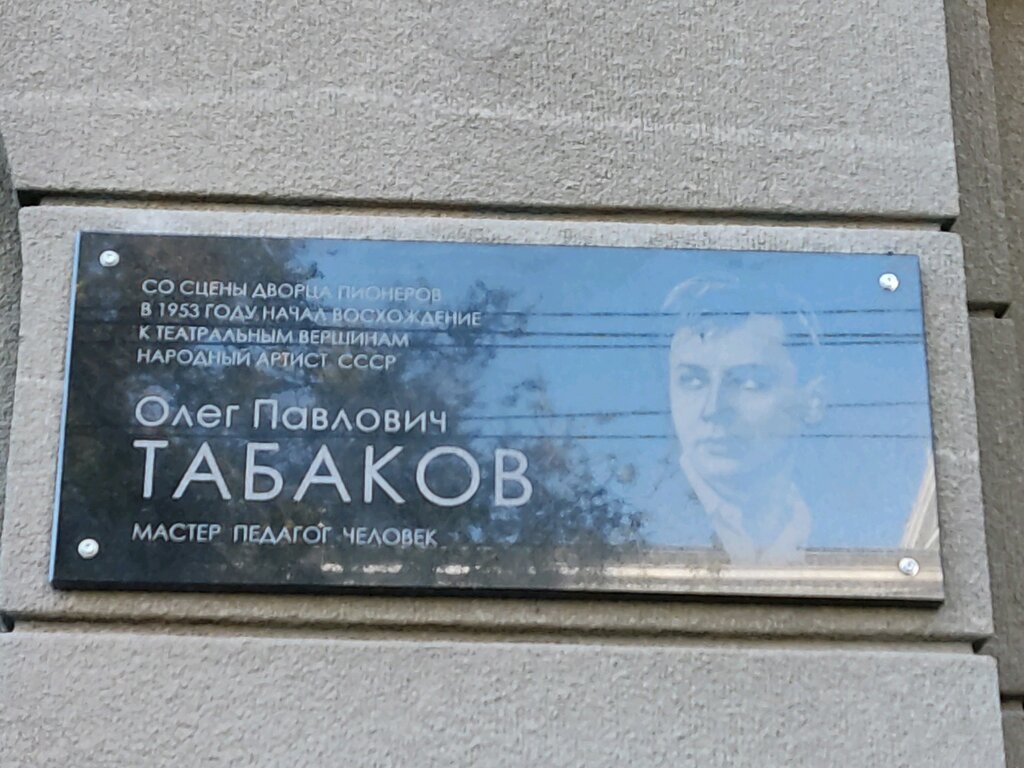 СО СЦЕНЫ ДВОРЦА ПИОНЕРОВ
В 1953 ГОДУ НАЧАЛ ВОСХОЖДЕНИЕ
К ТЕАТРАЛЬНЫМ ВЕРШИНАМ
НАРОДНЫЙ АРТИСТ СССР
Олег Павлович
ТАБАКОВ
МАСТЕР ПЕДАГОГ ЧЕЛОВЕК